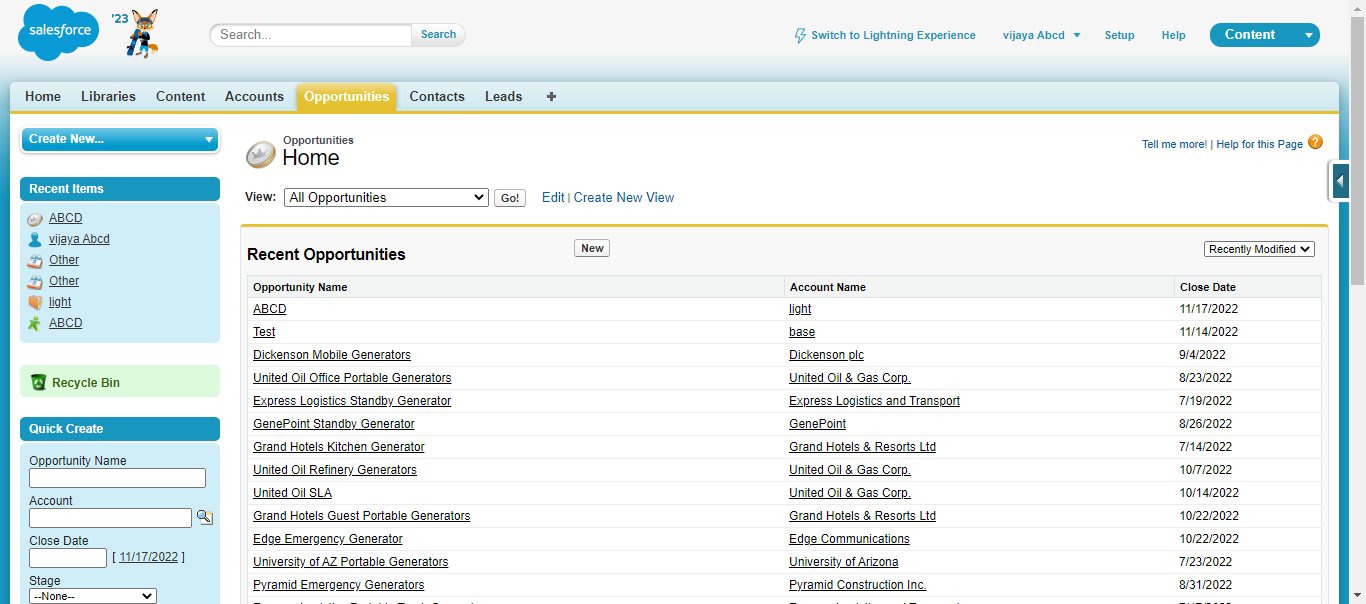 salesforce
'23
Search...
Search
Switch to Lightning Experience
vijaya Abcd
Setup
Help
Content
Home Libraries Content Accounts Opportunities Contacts Leads +
Create New...
Recent Items
ABCD
vijaya Abcd
Other
Other
light
ABCD
Recycle Bin
Quick Create
Opportunity Name
Account
Close Date
[ 11/17/2022 ]
Stage
--None--
Opportunities
Home
Tell me more! | Help for this Page ?
View: All Opportunities Go! Edit | Create New View
Recent Opportunities New Recently Modified
Opportunity Name Account Name Close Date
ABCD light 11/17/2022
Test base 11/14/2022
Dickenson Mobile Generators Dickenson plc 9/4/2022
United Oil Office Portable Generators United Oil & Gas Corp. 8/23/2022
Express Logistics Standby Generator Express Logistics and Transport 7/19/2022
GenePoint Standby Generator GenePoint 8/26/2022
Grand Hotels Kitchen Generator Grand Hotels & Resorts Ltd 7/14/2022
United Oil Refinery Generators United Oil & Gas Corp. 10/7/2022
United Oil SLA United Oil & Gas Corp. 10/14/2022
Grand Hotels Guest Portable Generators Grand Hotels & Resorts Ltd 10/22/2022
Edge Emergency Generator Edge Communications 10/22/2022
University of AZ Portable Generators University of Arizona 7/23/2022
Pyramid Emergency Generators Pyramid Construction Inc. 8/31/2022